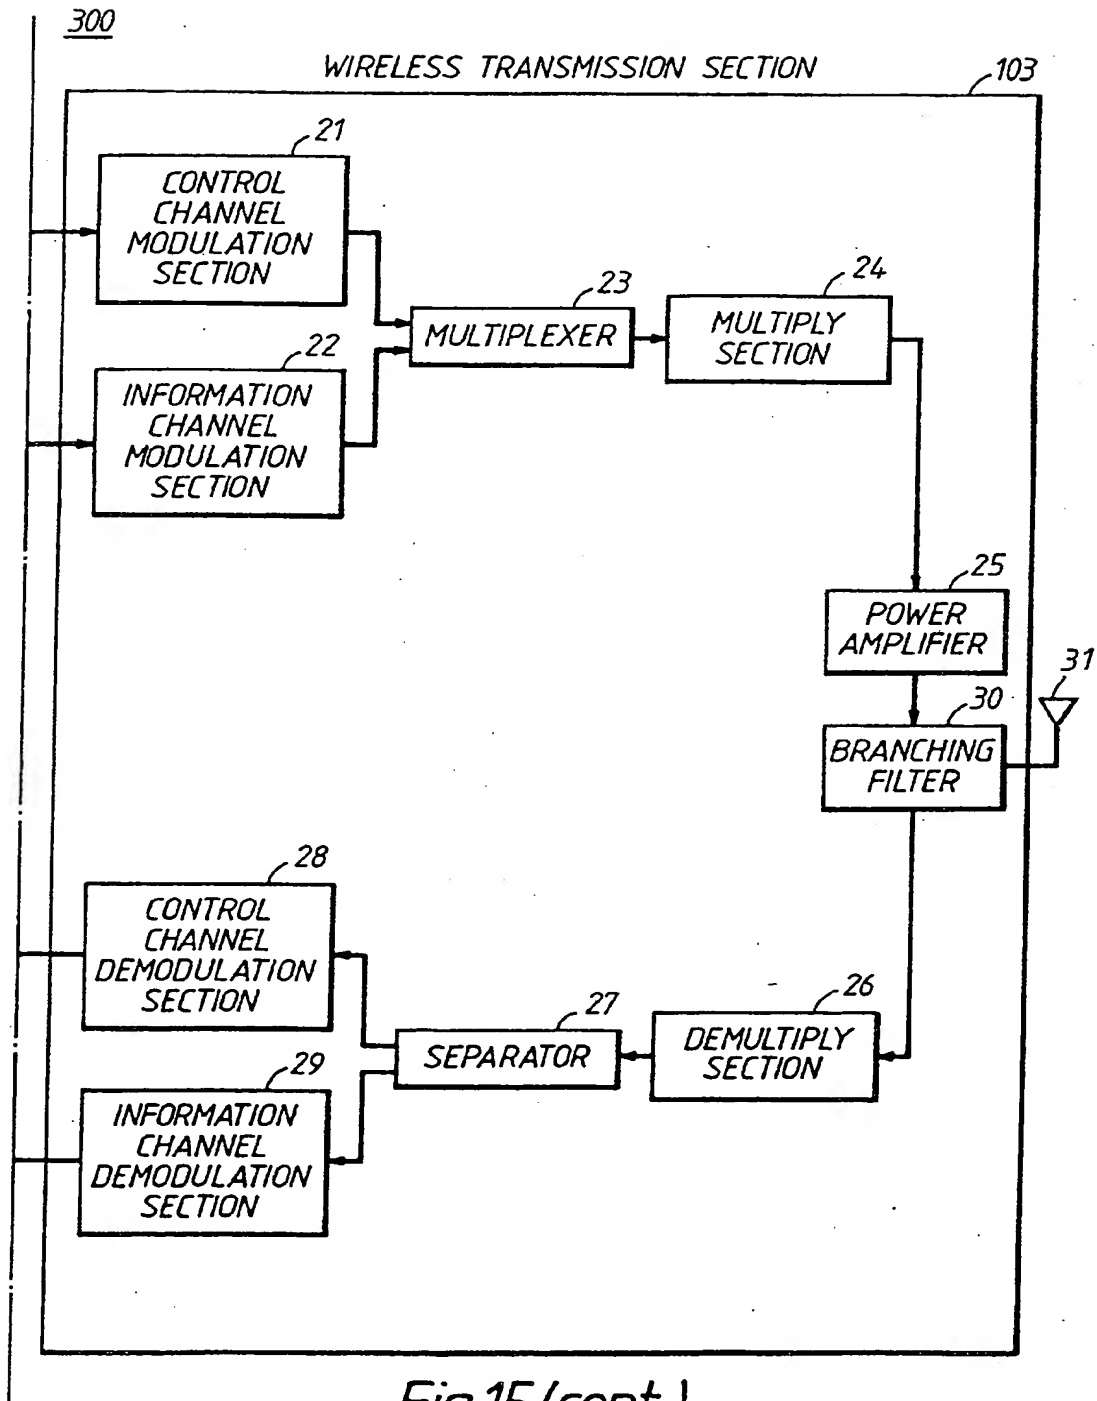 300
WIRELESS TRANSMISSION SECTION
103
21
CONTROL
CHANNEL
MODULATION
SECTION
22
INFORMATION
CHANNEL
MODULATION
SECTION
23
MULTIPLEXER
24
MULTIPLY
SECTION
25
POWER
AMPLIFIER
30
BRANCHING
FILTER
31
28
CONTROL
CHANNEL
DEMODULATION
SECTION
27
SEPARATOR
26
DEMULTIPLY
SECTION
29
INFORMATION
CHANNEL
DEMODULATION
SECTION